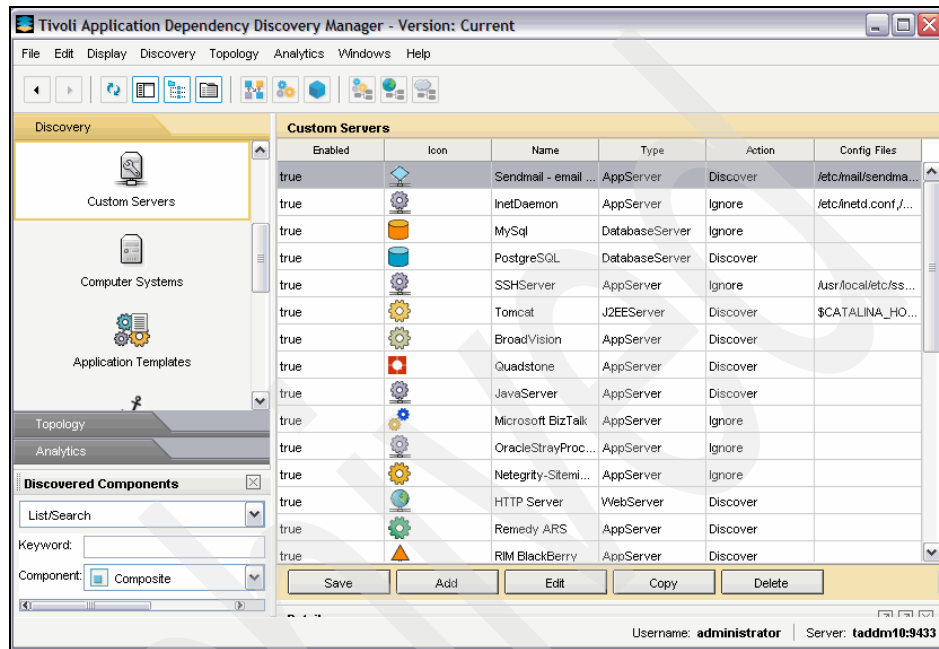 Tivoli Application Dependency Discovery Manager - Version: Current
File Edit Display Discovery Topology Analytics Windows Help
Discovery
Custom Servers
Computer Systems
Application Templates
Topology
Analytics
Discovered Components
List/Search
Keyword:
Component: Composite
Custom Servers
Enabled Icon Name Type Action Config Files
true Sendmail - email ... AppServer Discover /etc/mail/sendma...
true InetDaemon AppServer Ignore /etc/inetd.conf,/...
true MySql DatabaseServer Ignore
true PostgreSQL DatabaseServer Discover
true SSHServer AppServer Ignore /usr/local/etc/ss...
true Tomcat J2EEServer Discover $CATALINA_HO...
true BroadVision AppServer Discover
true Quadstone AppServer Discover
true JavaServer AppServer Discover
true Microsoft BizTalk AppServer Ignore
true OracleStrayProc... AppServer Ignore
true Netegrity-Sitemi... AppServer Ignore
true HTTP Server WebServer Discover
true Remedy ARS AppServer Discover
true RIM BlackBerry AppServer Discover
Save Add Edit Copy Delete
Username: administrator Server: taddm10:9433